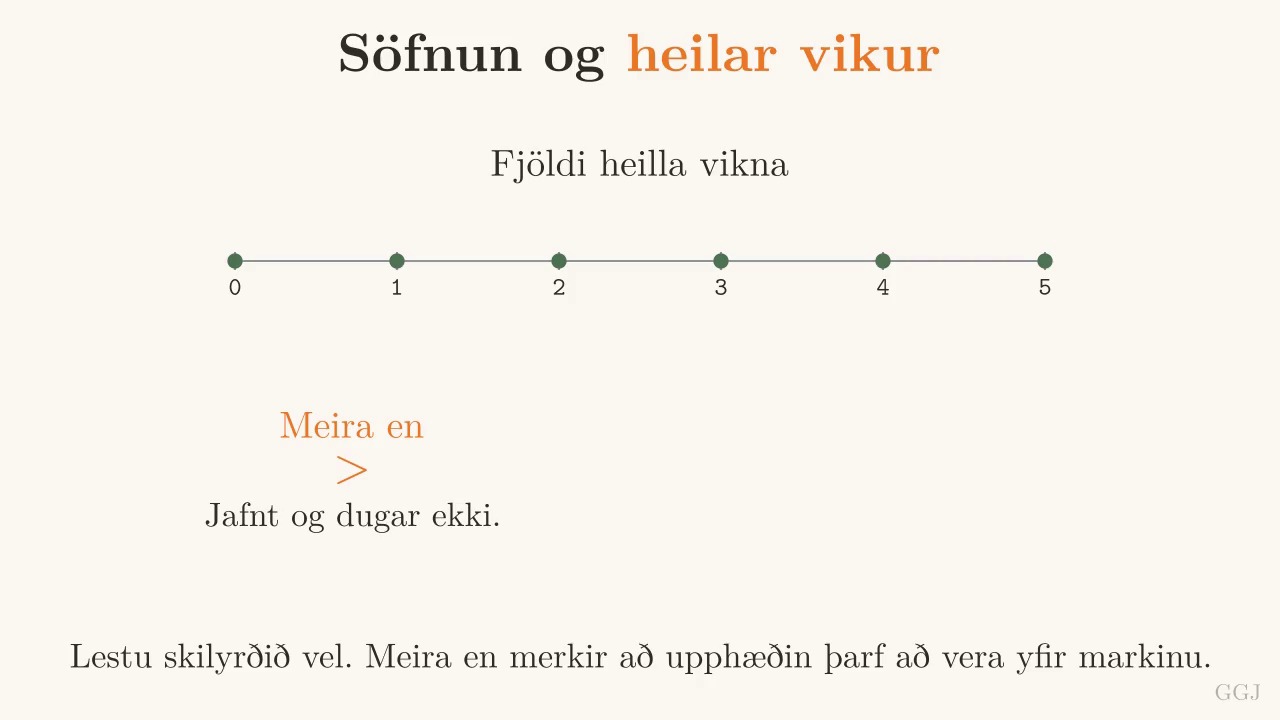 Söfnun og heilar vikur
Fjöldi heilla vikna
0 1 2 3 4 5
Meira en
>
Jafnt og dugar ekki.
Lestu skilyrðið vel. Meira en merkir að upphæðin þarf að vera yfir markinu.
GGJ